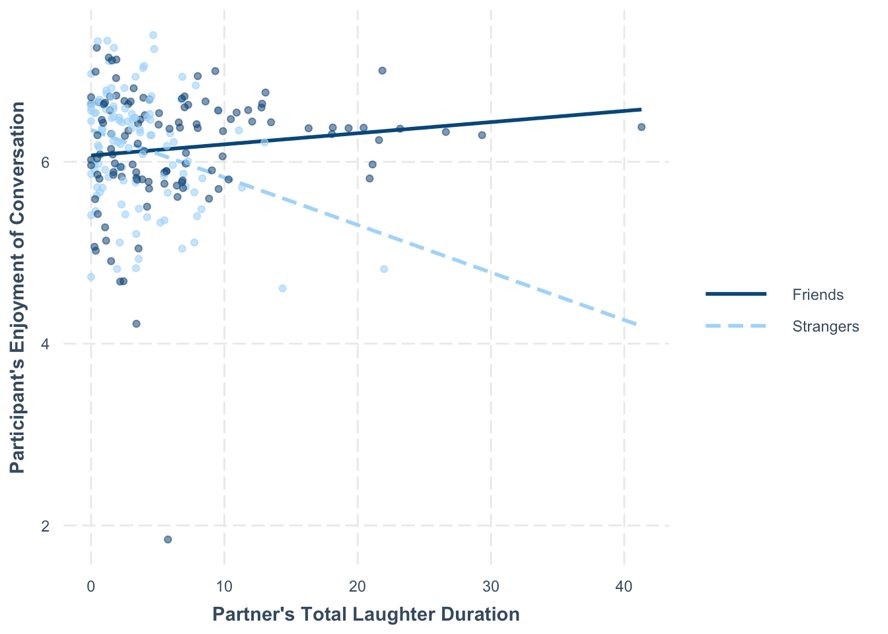 Participant's Enjoyment of Conversation
6
4
2
0 10 20 30 40
Partner's Total Laughter Duration
Friends
Strangers